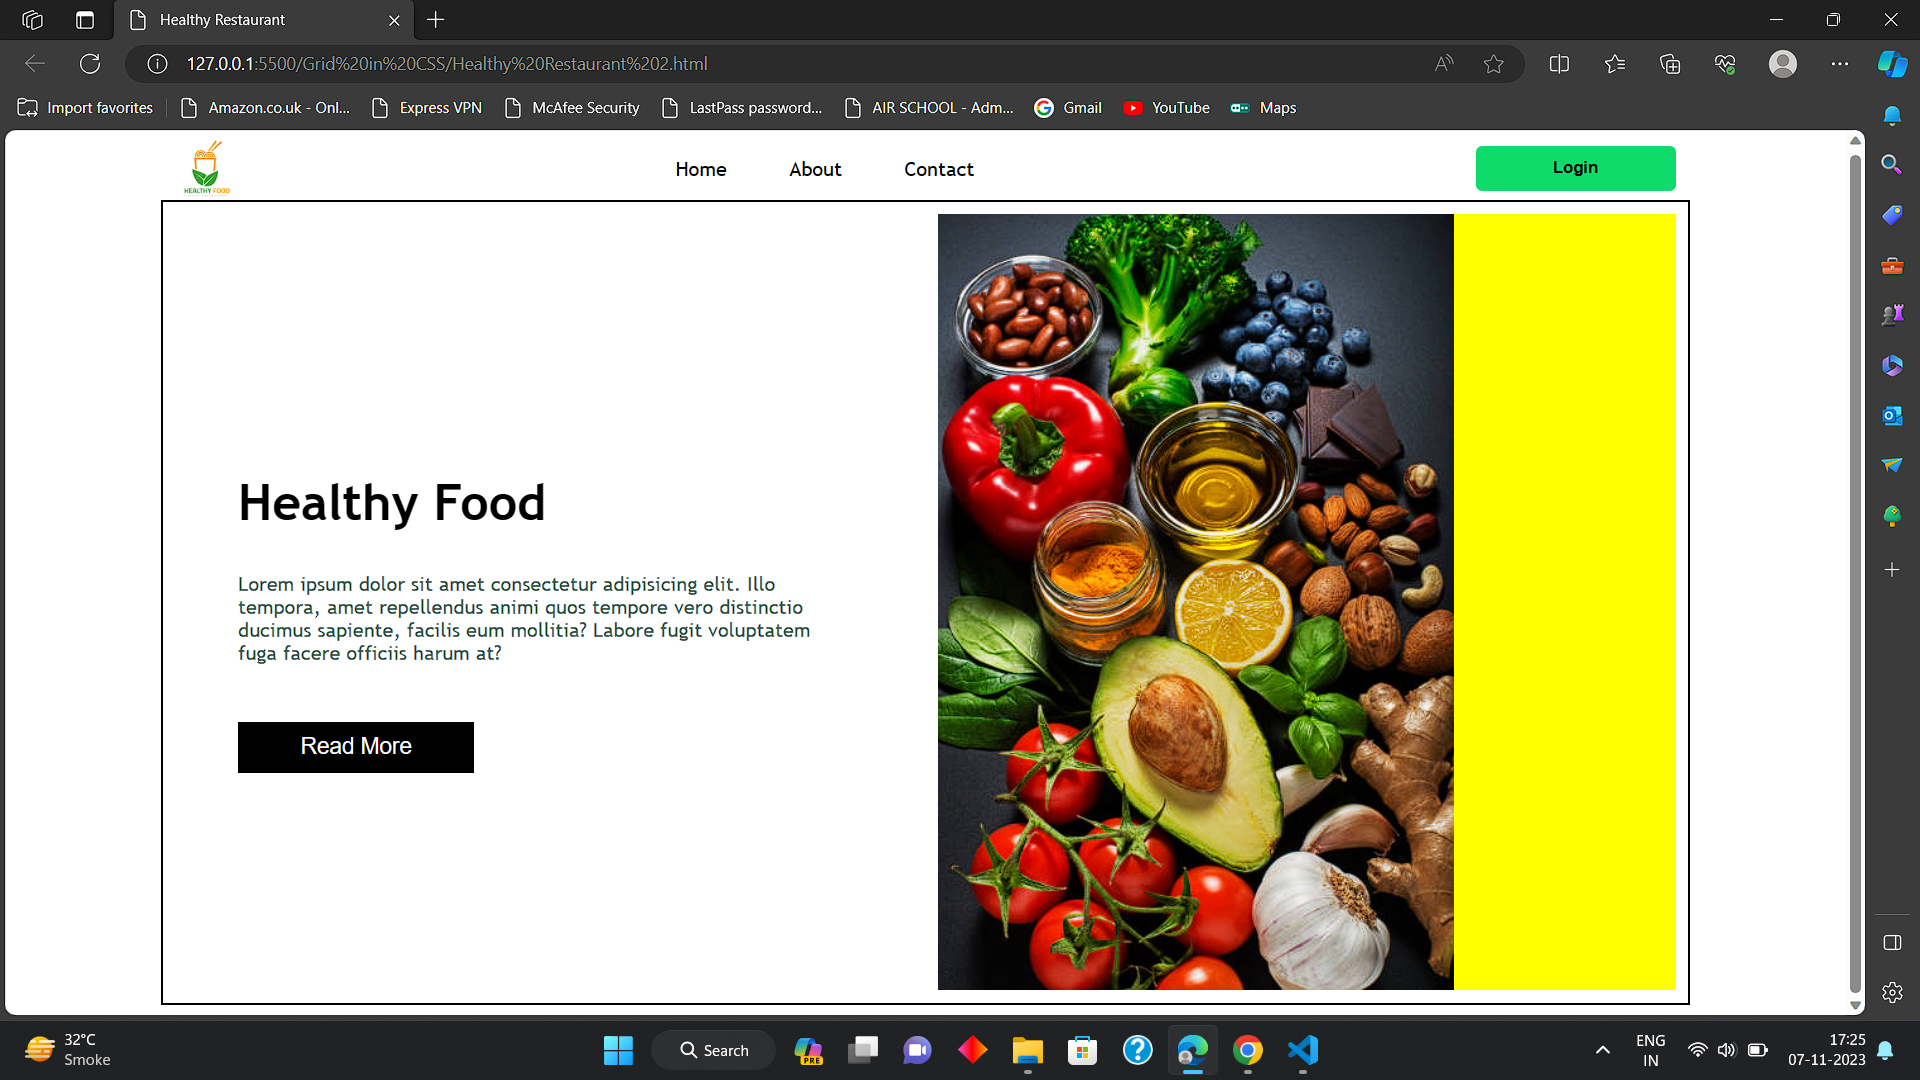 Healthy Restaurant
127.0.0.1:5500/Grid%20in%20CSS/Healthy%20Restaurant%202.html
Import favorites
Amazon.co.uk - Onl...
Express VPN
McAfee Security
LastPass password...
AIR SCHOOL - Adm...
Gmail
YouTube
Maps
HEALTHY FOOD
Home
About
Contact
Login
Healthy Food
Lorem ipsum dolor sit amet consectetur adipisicing elit. Illo
tempora, amet repellendus animi quos tempore vero distinctio
ducimus sapiente, facilis eum mollitia? Labore fugit voluptatem
fuga facere officiis harum at?
Read More
32°C
Smoke
Search
PRE
ENG
IN
17:25
07-11-2023